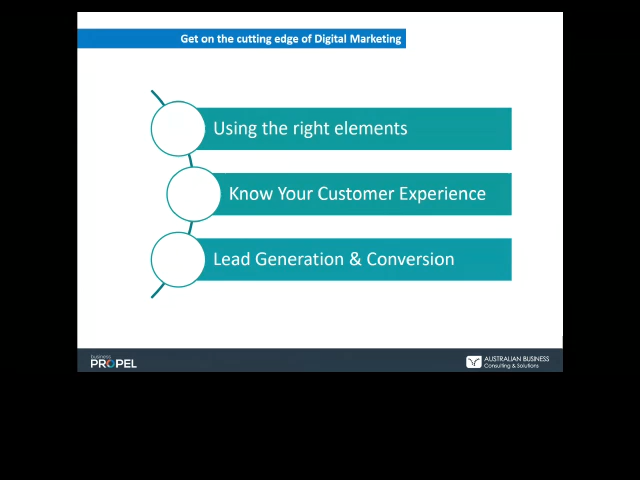 Get on the cutting edge of Digital Marketing
Using the right elements
Know Your Customer Experience
Lead Generation & Conversion
business
PROPEL
AUSTRALIAN BUSINESS
Consulting & Solutions